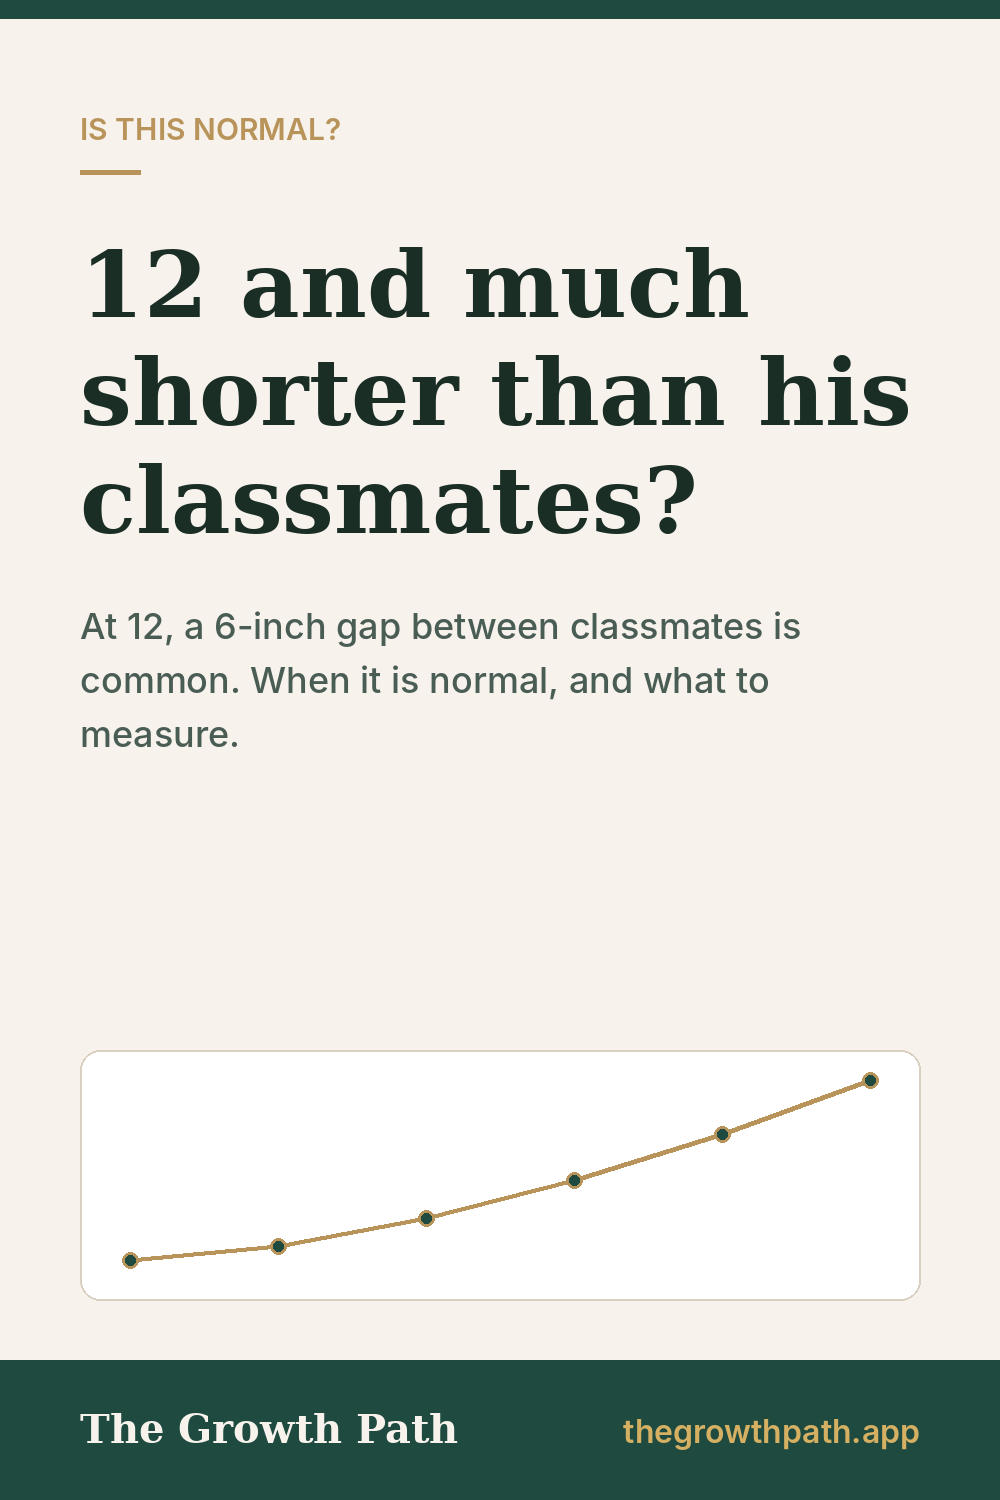 IS THIS NORMAL?
12 and much
shorter than his
classmates?
At 12, a 6-inch gap between classmates is
common. When it is normal, and what to
measure.
The Growth Path
thegrowthpath.app